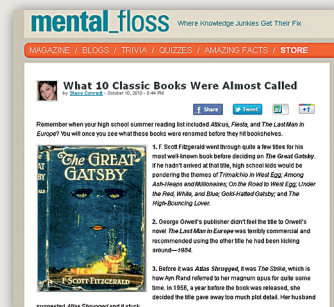 mental_floss Where Knowledge Junkies Get Their Fix
MAGAZINE / BLOGS / TRIVIA / QUIZZES / AMAZING FACTS / STORE
What 10 Classic Books Were Almost Called
by Stacy Conradt - October 10, 2010 - 8:44 PM
Share Tweet SU +1
Remember when your high school summer reading list included Atticus, Fiesta, and The Last Man in
Europe? You will once you see what these books were renamed before they hit bookshelves.
The GREAT
GATSBY
F·SCOTT FITZGERALD
1. F. Scott Fitzgerald went through quite a few titles for his
most well-known book before deciding on The Great Gatsby.
If he hadn't arrived at that title, high school kids would be
pondering the themes of Trimalchio in West Egg; Among
Ash-Heaps and Millionaires; On the Road to West Egg; Under
the Red, White, and Blue; Gold-Hatted Gatsby; and The
High-Bouncing Lover.
2. George Orwell's publisher didn't feel the title to Orwell's
novel The Last Man in Europe was terribly commercial and
recommended using the other title he had been kicking
around—1984.
3. Before it was Atlas Shrugged, it was The Strike, which is
how Ayn Rand referred to her magnum opus for quite some
time. In 1956, a year before the book was released, she
decided the title gave away too much plot detail. Her husband
suggested Atlas Shrugged and it stuck.